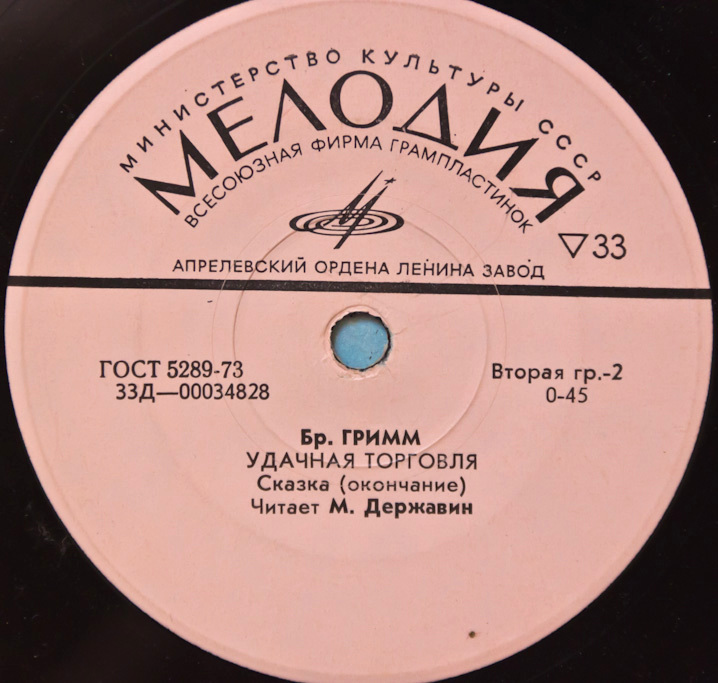 МИНИСТЕРСТВО КУЛЬТУРЫ СССР
МЕЛОДИЯ
ВСЕСОЮЗНАЯ ФИРМА ГРАМПЛАСТИНОК
▽33
АПРЕЛЕВСКИЙ ОРДЕНА ЛЕНИНА ЗАВОД
ГОСТ 5289-73
33Д—00034828
Вторая гр.-2
0-45
Бр. ГРИММ
УДАЧНАЯ ТОРГОВЛЯ
Сказка (окончание)
Читает М. Державин